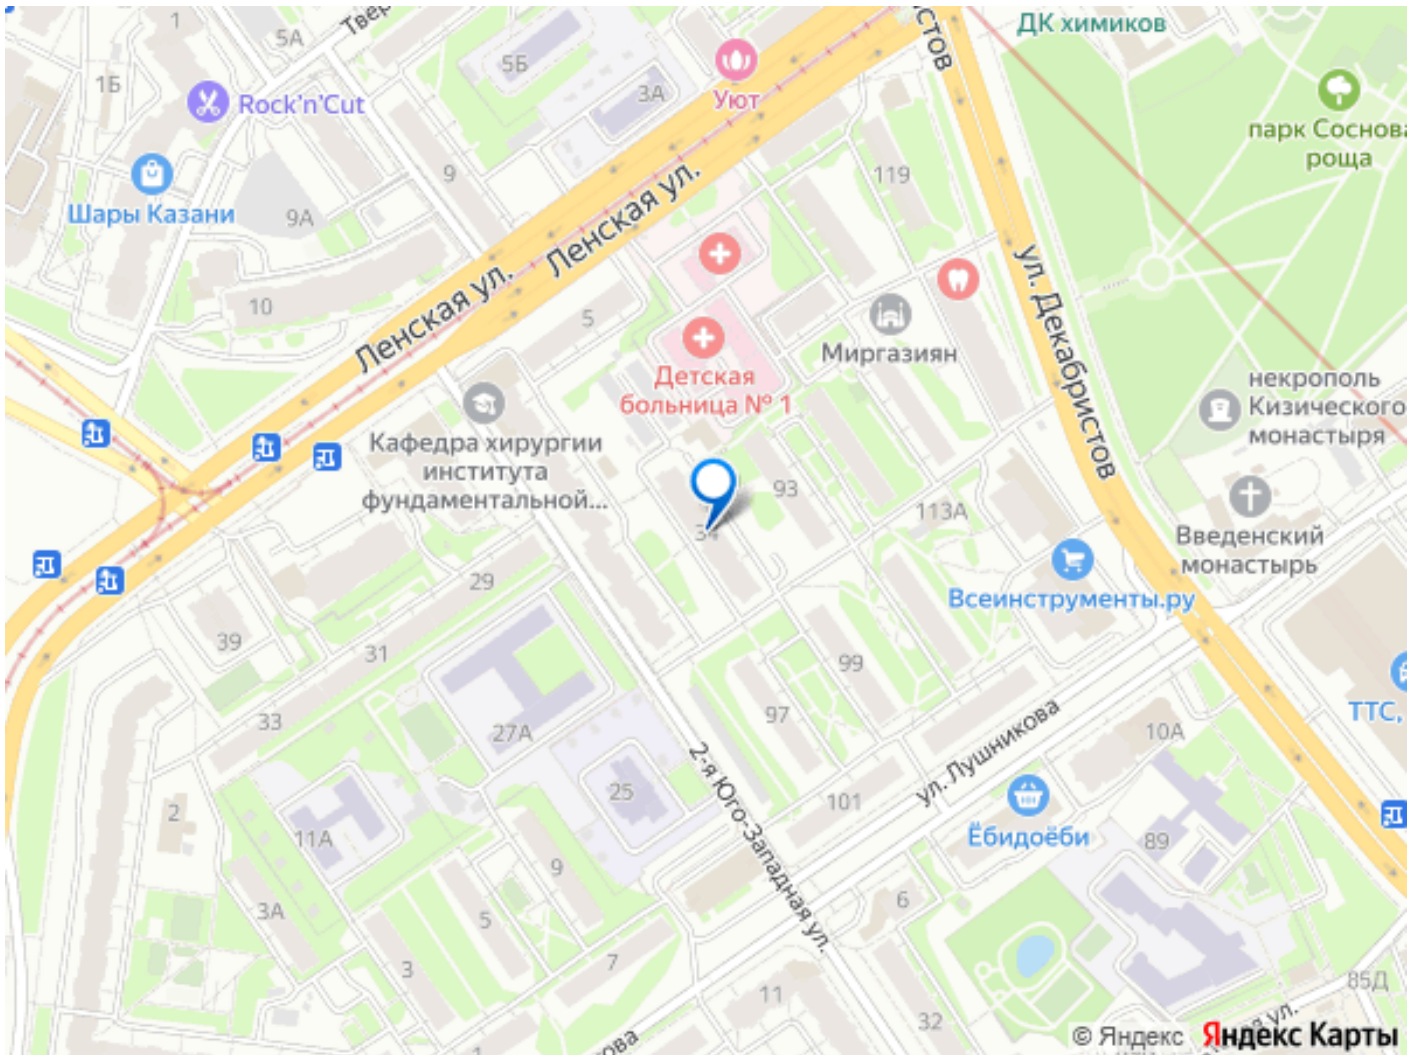 1
5А
Твер
1Б
Rock'n'Cut
5Б
3А
Уют
стов
ДК химиков
парк Соснова
роща
Шары Казани
9
9А
10
Ленская ул.
Ленская ул.
5
119
ул. Декабристов
Миргазиян
Детская
больница № 1
Кафедра хирургии
института
фундаментальной...
некрополь
Кизического
монастыря
93
34
113А
Введенский
монастырь
Всеинструменты.ру
29
39
31
33
27А
99
97
ТТС,
10А
ул. Лушникова
2-я Юго-Западная ул.
25
101
Ёбидоёби
89
2
11А
9
3А
5
6
3
7
11
32
85Д
ова
ая ул.
© Яндекс Яндекс Карты